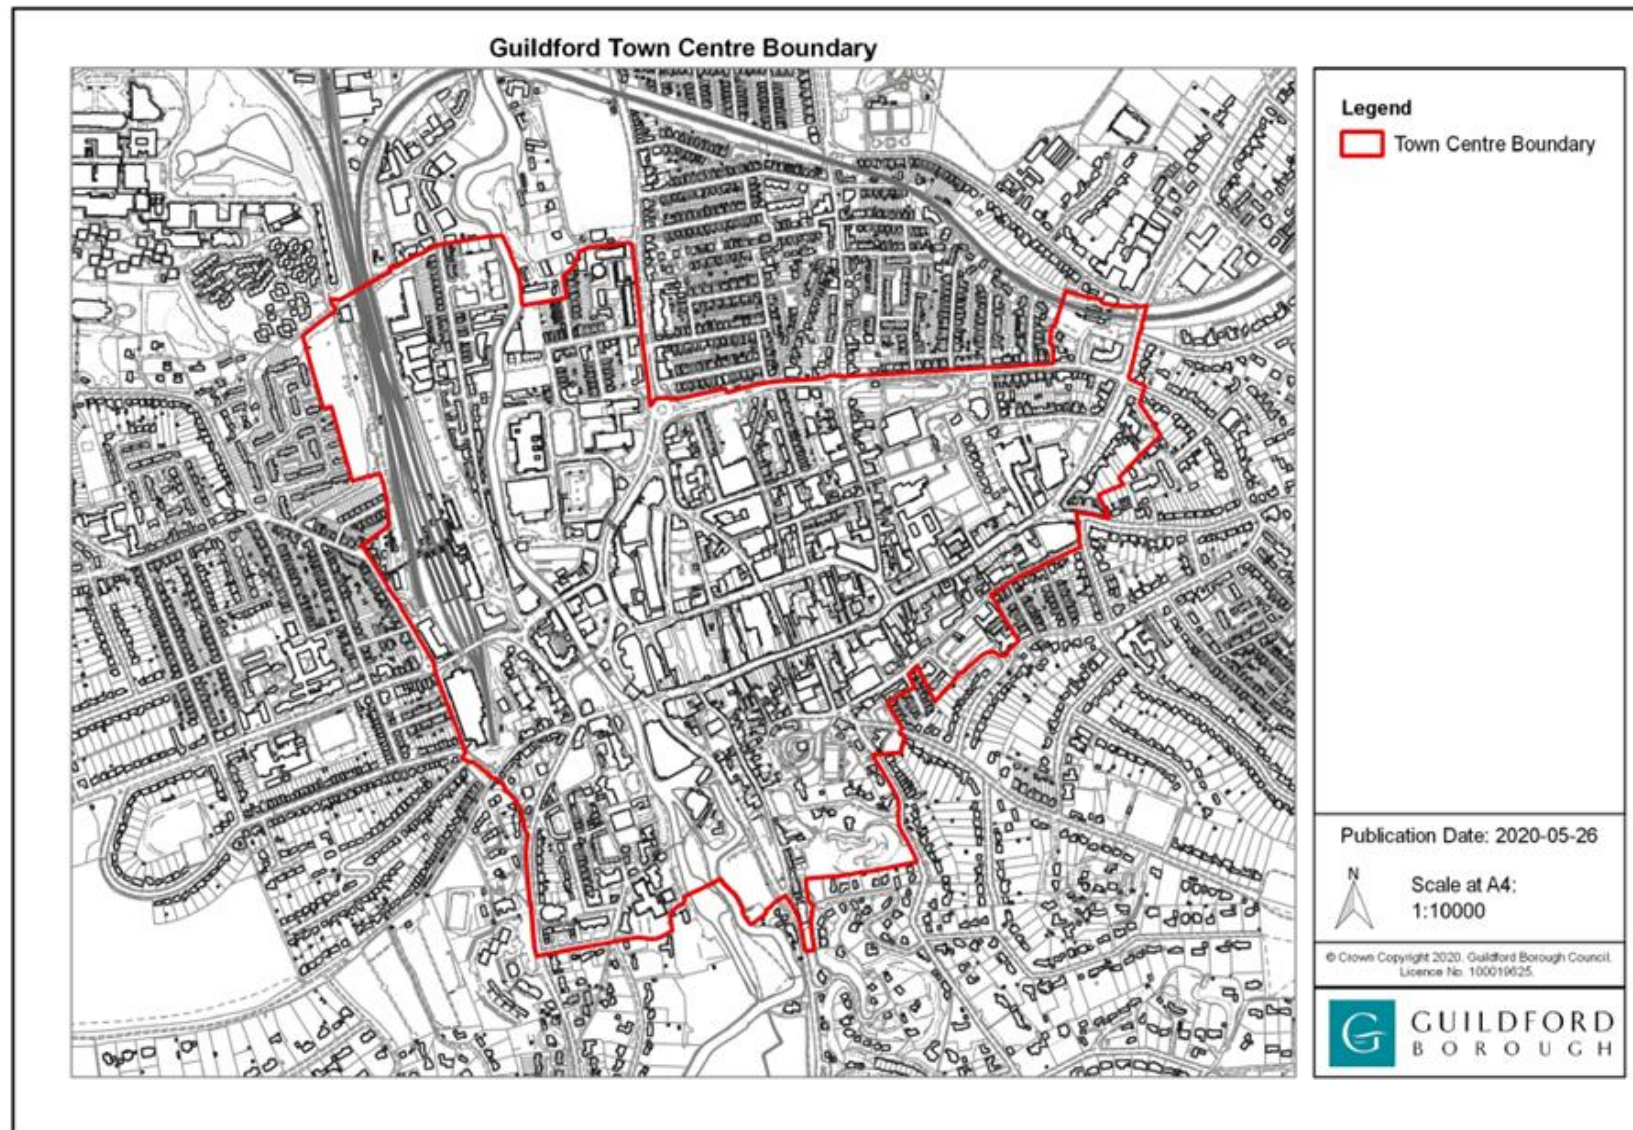 Guildford Town Centre Boundary
Legend
Town Centre Boundary
Publication Date: 2020-05-26
N
Scale at A4:
1:10000
© Crown Copyright 2020. Guildford Borough Council.
Licence No. 100019625.
G
GUILDFORD
BOROUGH